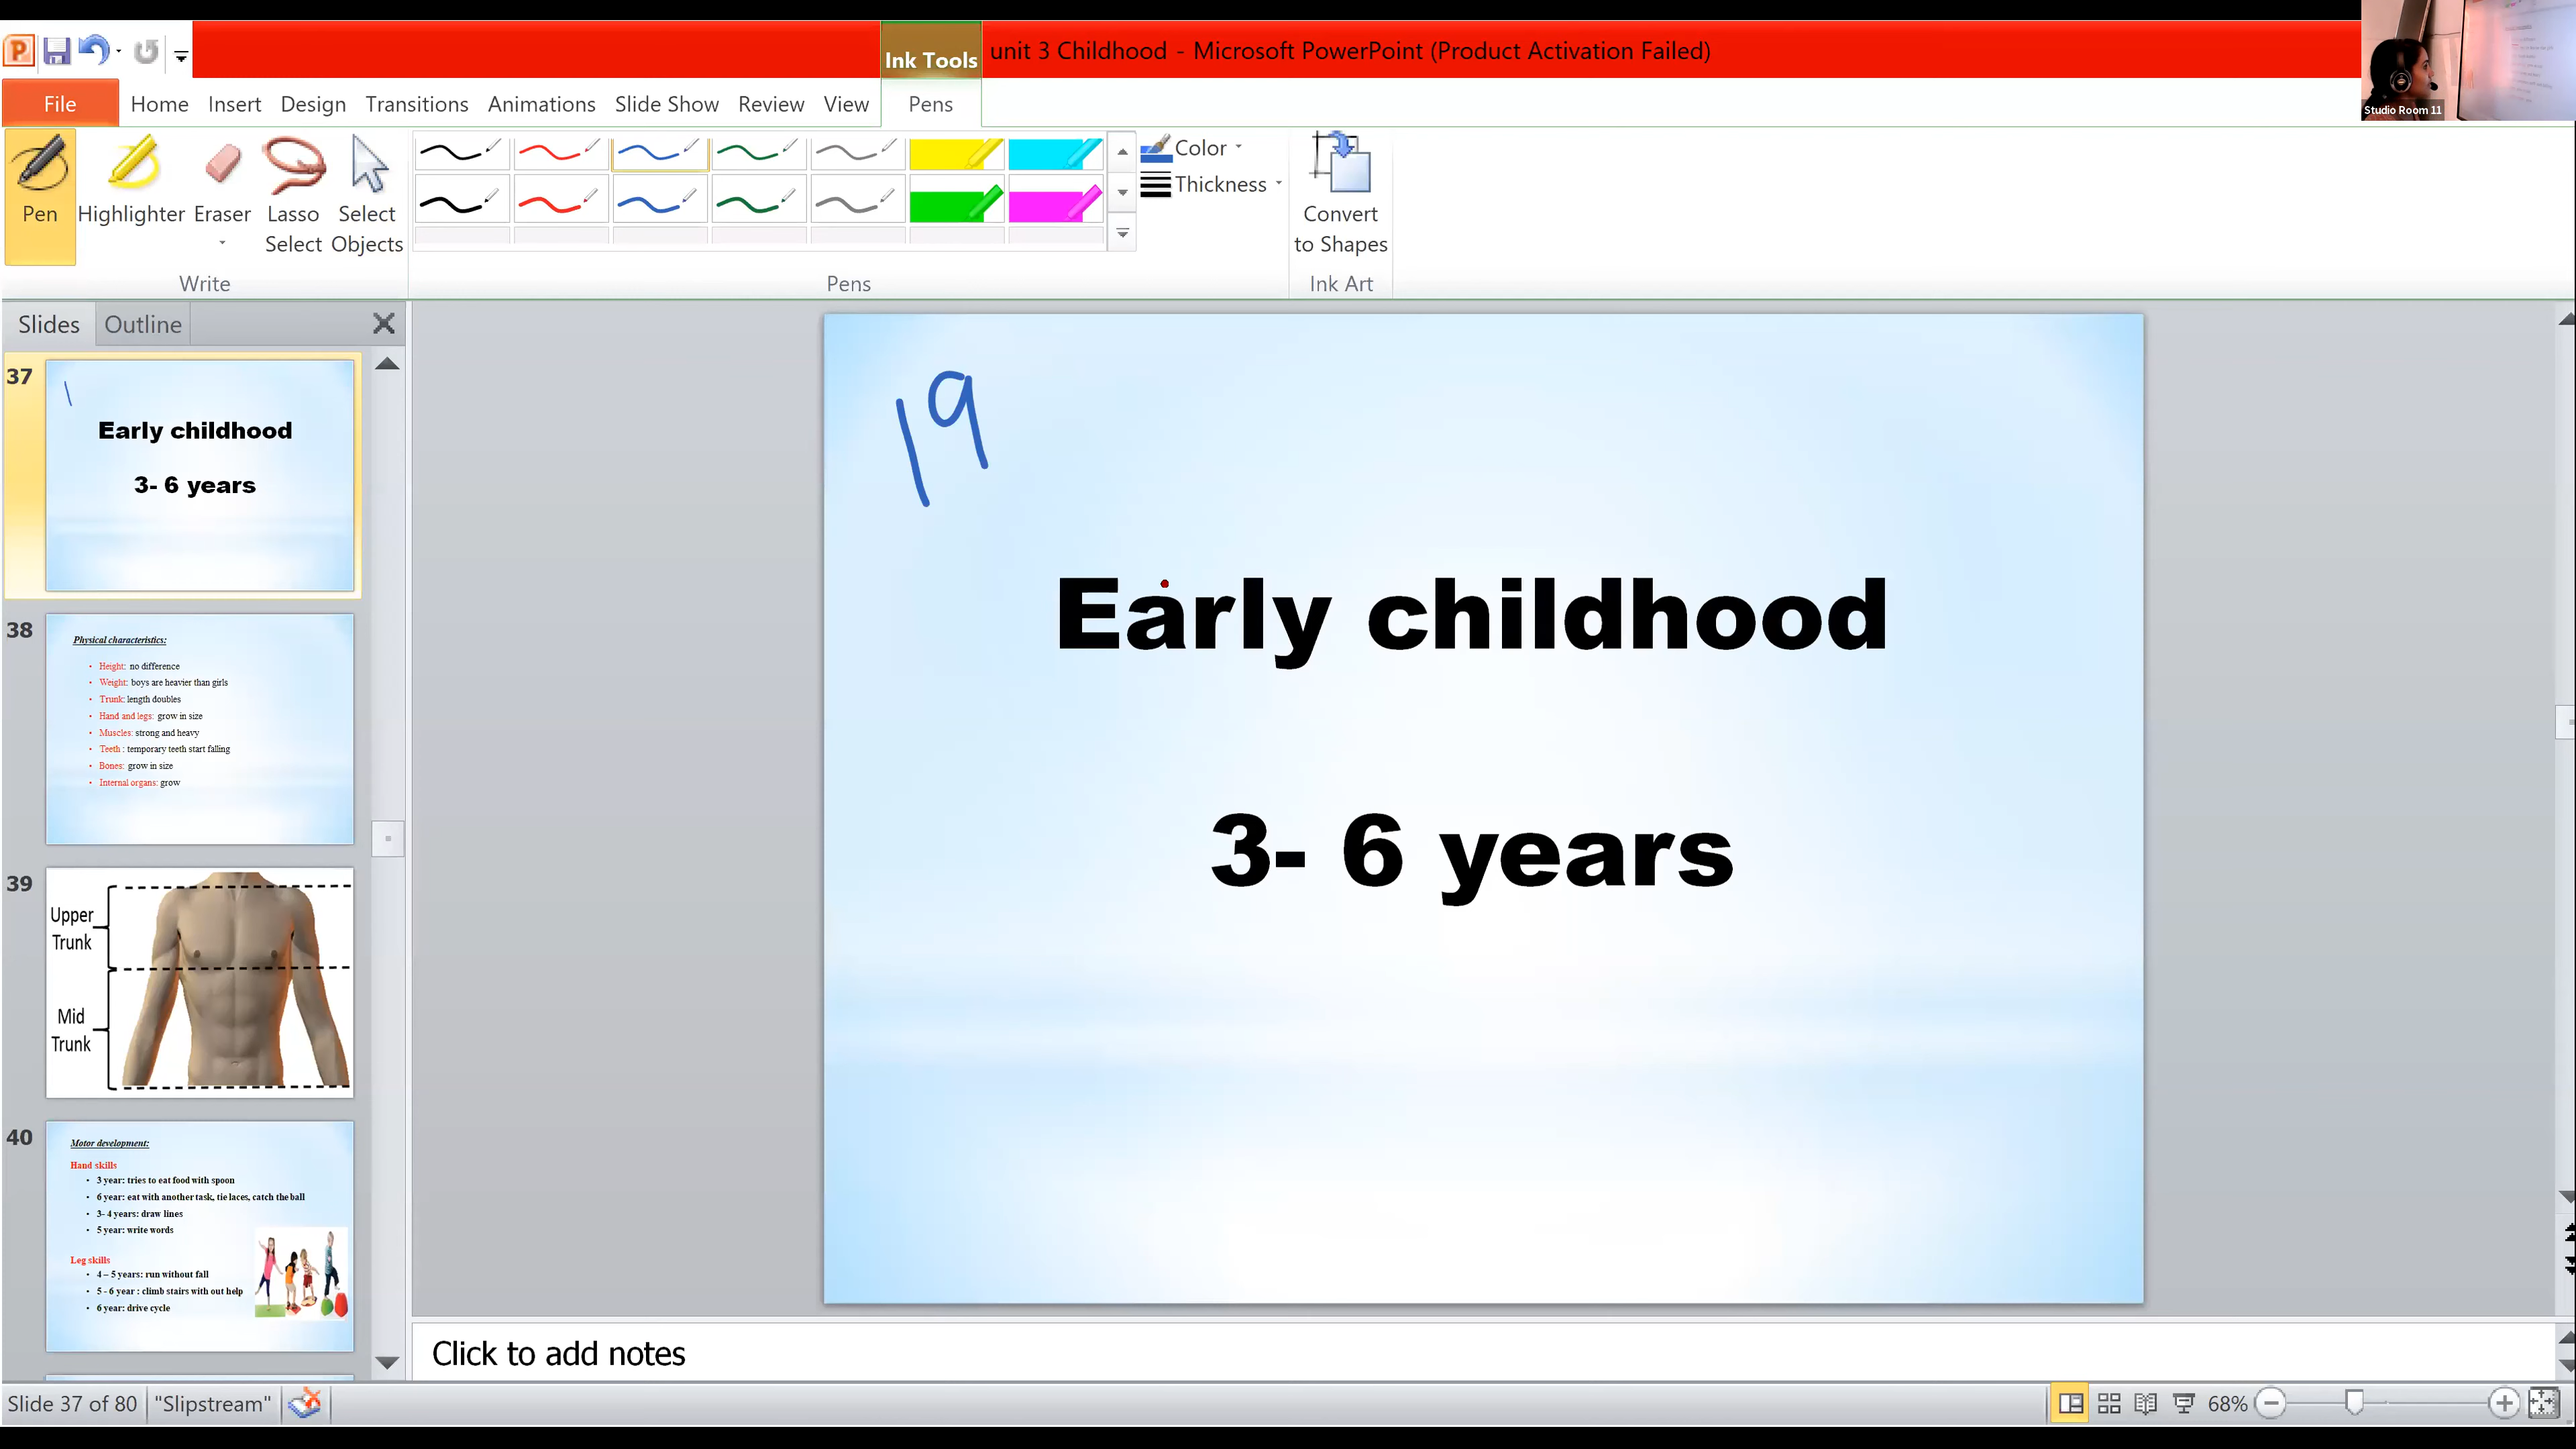 Ink Tools
unit 3 Childhood - Microsoft PowerPoint (Product Activation Failed)
Studio Room 11
File Home Insert Design Transitions Animations Slide Show Review View Pens
Pen
Highlighter
Eraser
Lasso Select
Select Objects
Color
Thickness
Convert to Shapes
Write
Pens
Ink Art
Slides
Outline
37
Early childhood
3- 6 years
38
Physical characteristics:
• Height: no difference
• Weight: boys are heavier than girls
• Trunk: length doubles
• Hand and legs: grow in size
• Muscles: strong and heavy
• Teeth : temporary teeth start falling
• Bones: grow in size
• Internal organs: grow
39
Upper Trunk
Mid Trunk
40
Motor development:
Hand skills
• 3 year: tries to eat food with spoon
• 6 year: eat with another task, tie laces, catch the ball
• 3- 4 years: draw lines
• 5 year: write words
Leg skills
• 4 – 5 years: run without fall
• 5 - 6 year : climb stairs with out help
• 6 year: drive cycle
19
Early childhood
3- 6 years
Click to add notes
Slide 37 of 80
"Slipstream"
68%